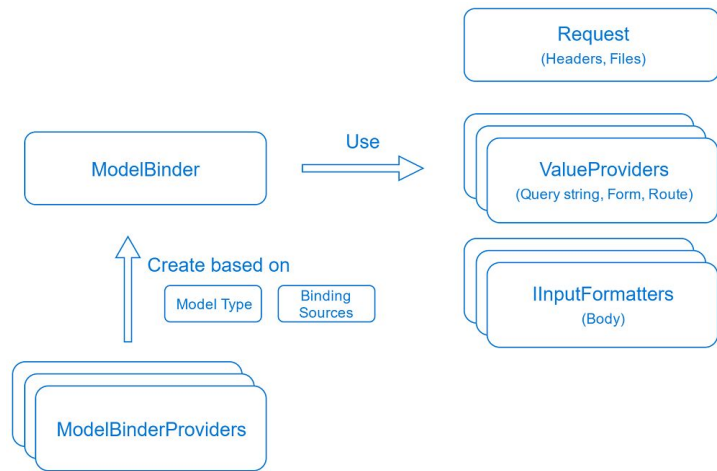 Request
(Headers, Files)
Use
ModelBinder
ValueProviders
(Query string, Form, Route)
Create based on
Model Type
Binding
Sources
IInputFormatters
(Body)
ModelBinderProviders